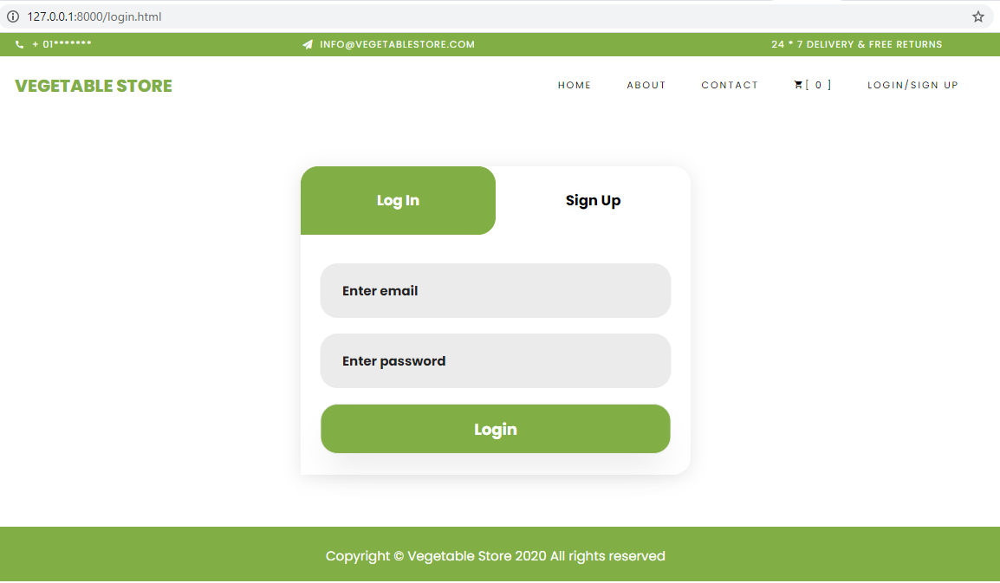 127.0.0.1:8000/login.html
+ 01******* INFO@VEGETABLESTORE.COM 24 * 7 DELIVERY & FREE RETURNS
VEGETABLE STORE HOME ABOUT CONTACT [ 0 ] LOGIN/SIGN UP
Log In Sign Up
Enter email
Enter password
Login
Copyright © Vegetable Store 2020 All rights reserved